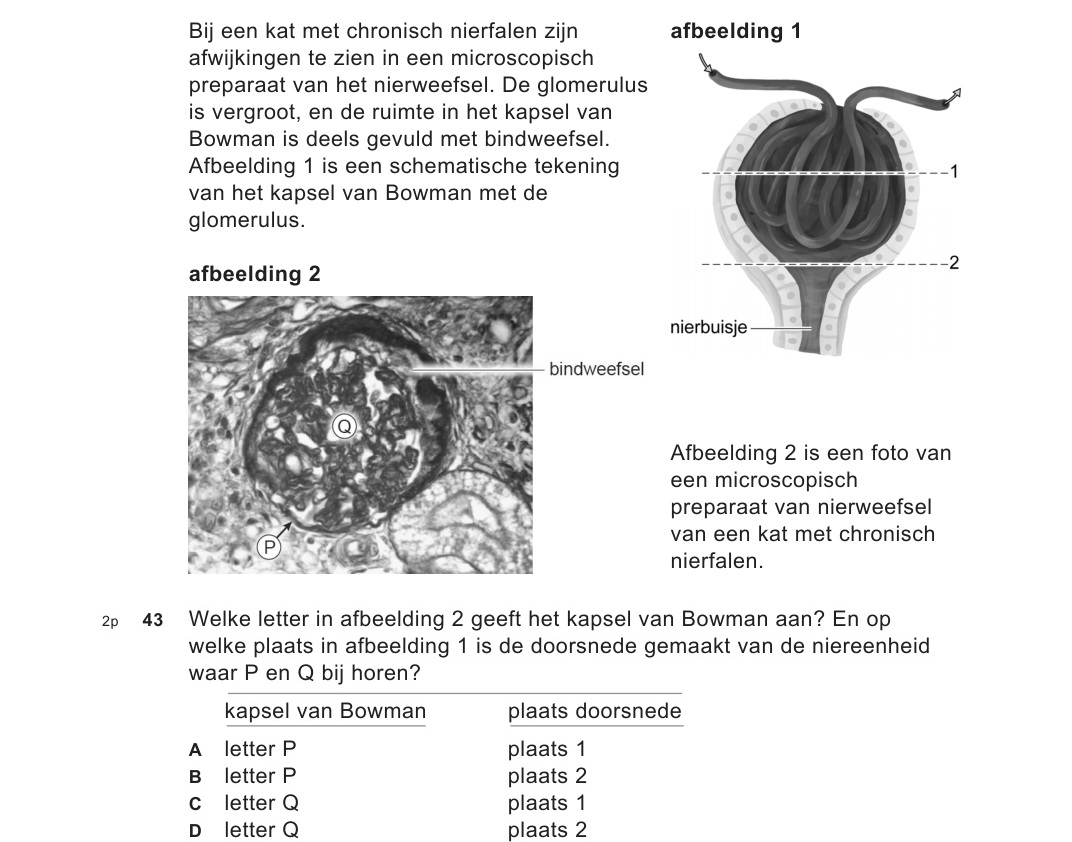 Bij een kat met chronisch nierfalen zijn
afwijkingen te zien in een microscopisch
preparaat van het nierweefsel. De glomerulus
is vergroot, en de ruimte in het kapsel van
Bowman is deels gevuld met bindweefsel.
Afbeelding 1 is een schematische tekening
van het kapsel van Bowman met de
glomerulus.
afbeelding 1
1
2
nierbuisje
afbeelding 2
bindweefsel
Q
P
Afbeelding 2 is een foto van
een microscopisch
preparaat van nierweefsel
van een kat met chronisch
nierfalen.
2p 43 Welke letter in afbeelding 2 geeft het kapsel van Bowman aan? En op
welke plaats in afbeelding 1 is de doorsnede gemaakt van de niereenheid
waar P en Q bij horen?
kapsel van Bowman plaats doorsnede
A letter P plaats 1
B letter P plaats 2
C letter Q plaats 1
D letter Q plaats 2